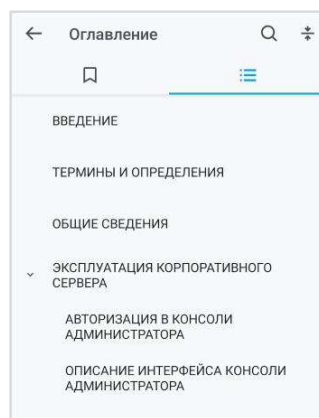 Оглавление
ВВЕДЕНИЕ
ТЕРМИНЫ И ОПРЕДЕЛЕНИЯ
ОБЩИЕ СВЕДЕНИЯ
ЭКСПЛУАТАЦИЯ КОРПОРАТИВНОГО
СЕРВЕРА
АВТОРИЗАЦИЯ В КОНСОЛИ
АДМИНИСТРАТОРА
ОПИСАНИЕ ИНТЕРФЕЙСА КОНСОЛИ
АДМИНИСТРАТОРА